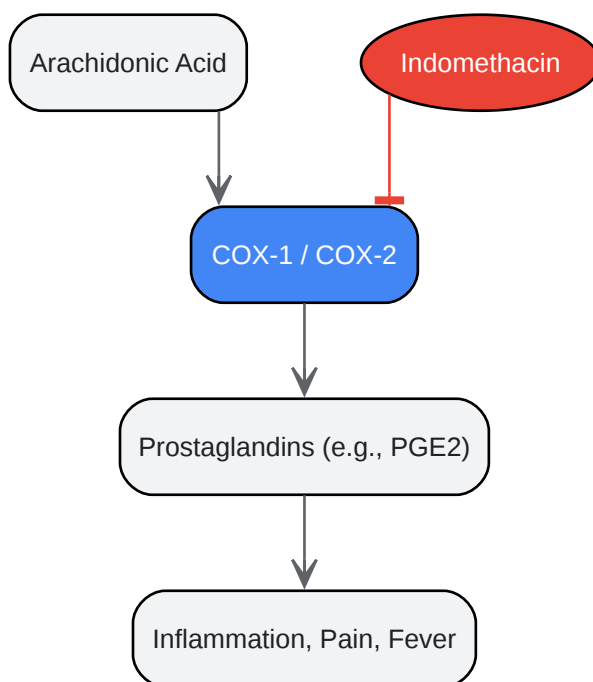 Arachidonic Acid
Indomethacin
COX-1 / COX-2
Prostaglandins (e.g., PGE2)
Inflammation, Pain, Fever